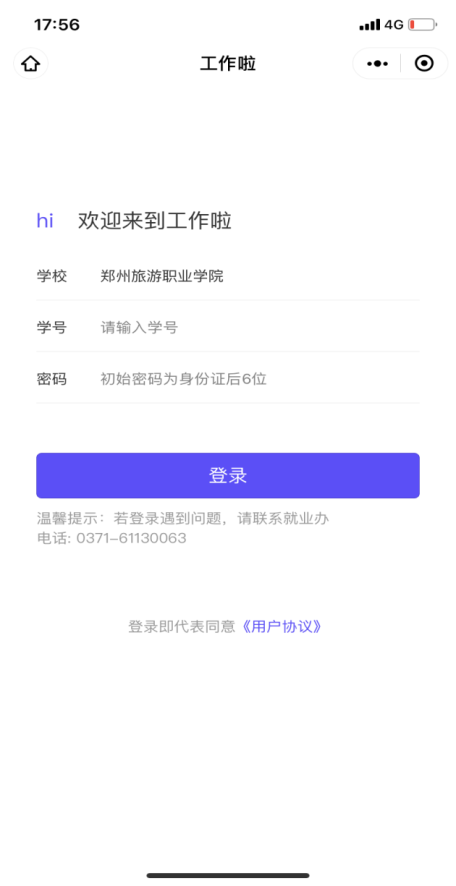 17:56 4G
工作啦
hi 欢迎来到工作啦
学校 郑州旅游职业学院
学号 请输入学号
密码 初始密码为身份证后6位
登录
温馨提示：若登录遇到问题，请联系就业办
电话: 0371-61130063
登录即代表同意《用户协议》